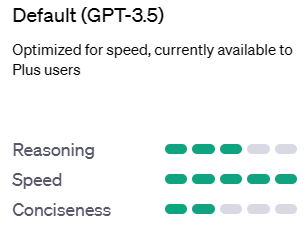 Default (GPT-3.5)
Optimized for speed, currently available to
Plus users
Reasoning
Speed
Conciseness